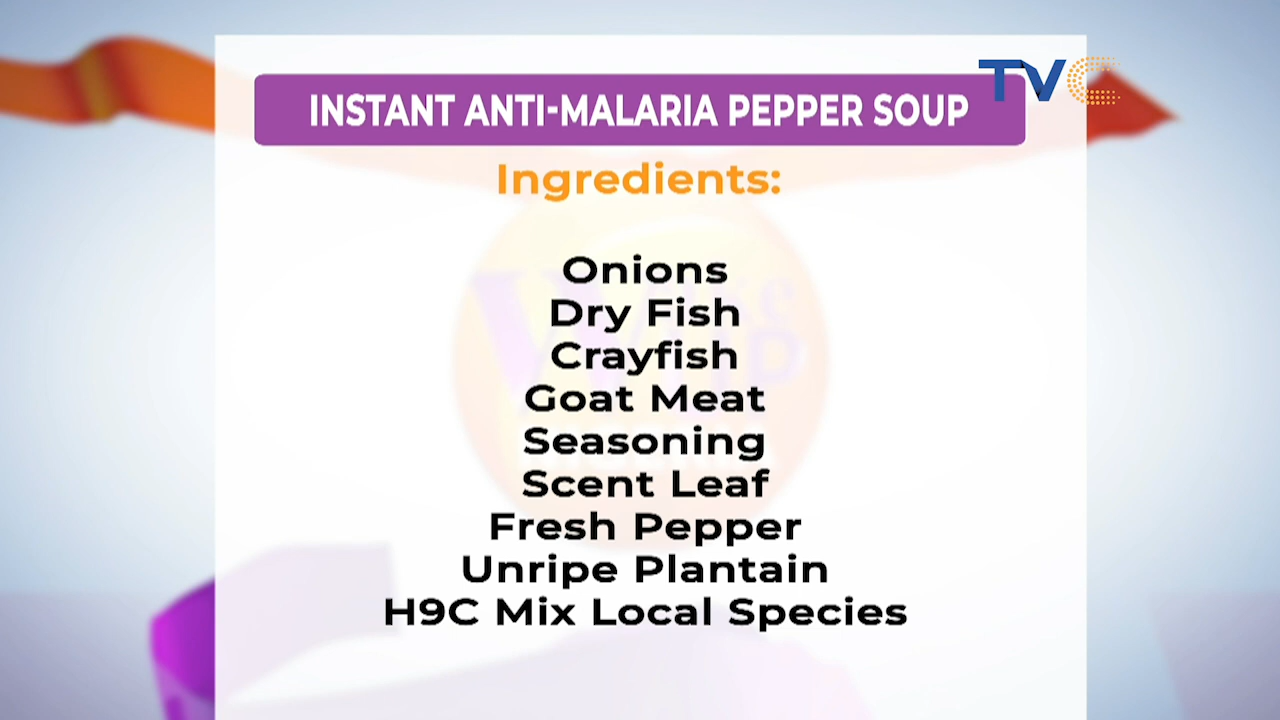 TVC
INSTANT ANTI-MALARIA PEPPER SOUP
Ingredients:
Onions
Dry Fish
Crayfish
Goat Meat
Seasoning
Scent Leaf
Fresh Pepper
Unripe Plantain
H9C Mix Local Species